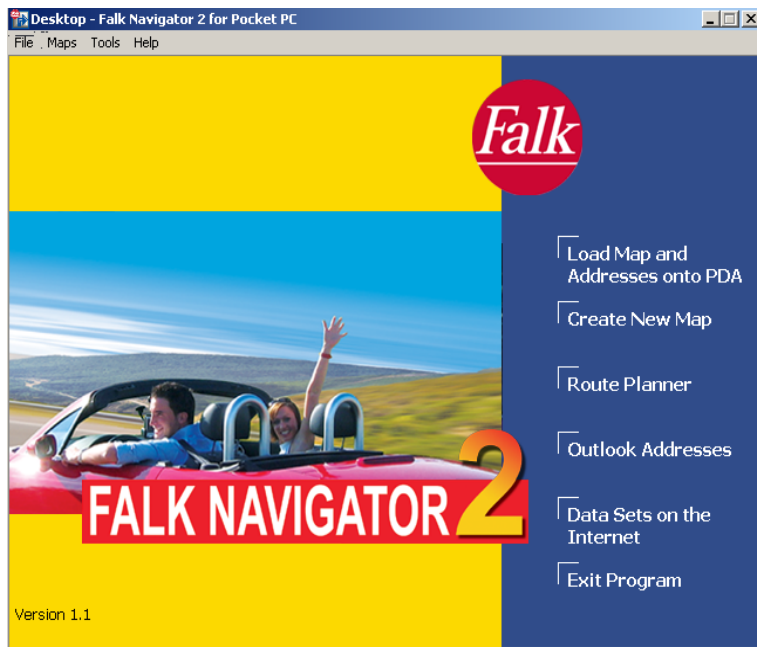 Desktop - Falk Navigator 2 for Pocket PC
File Maps Tools Help
Falk
Load Map and
Addresses onto PDA
Create New Map
Route Planner
Outlook Addresses
FALK NAVIGATOR 2
Data Sets on the
Internet
Exit Program
Version 1.1